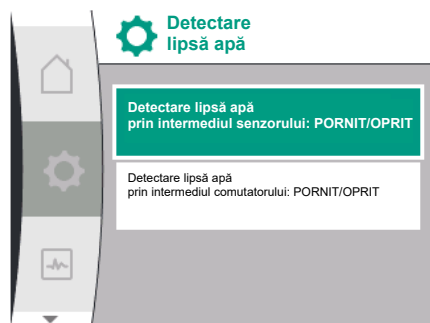 Detectare
lipsă apă
Detectare lipsă apă
prin intermediul senzorului: PORNIT/OPRIT
Detectare lipsă apă
prin intermediul comutatorului: PORNIT/OPRIT